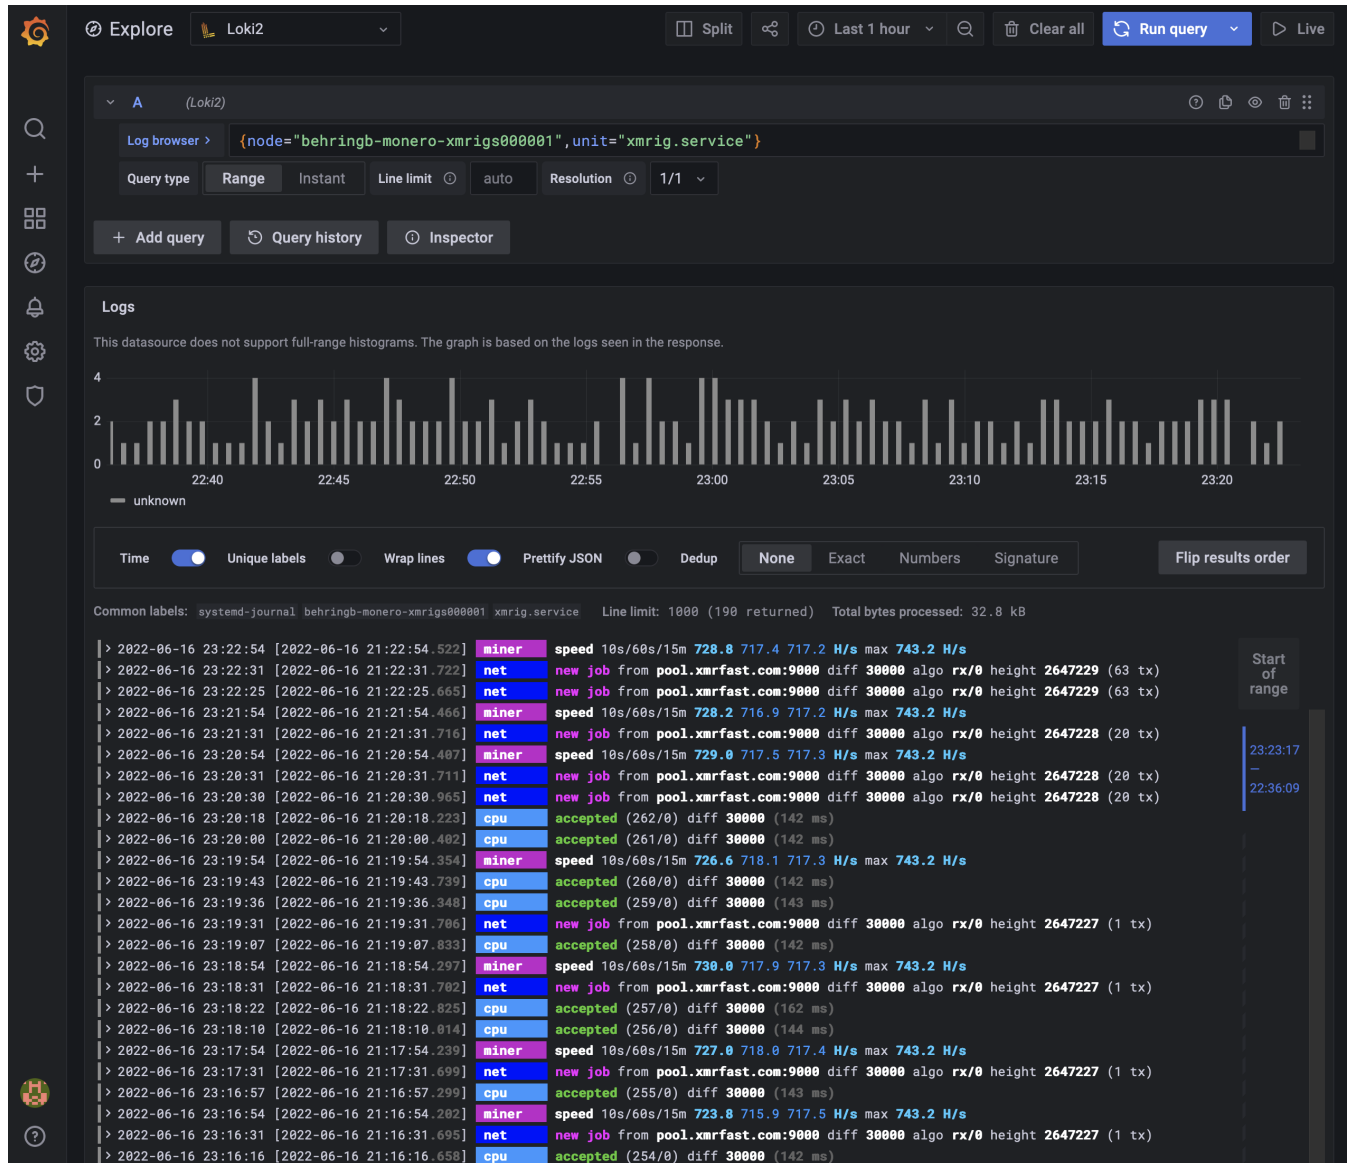 Explore Loki2 Split Last 1 hour Clear all Run query Live
A (Loki2)
Log browser > {node="behringb-monero-xmrigs000001",unit="xmrig.service"}
Query type Range Instant Line limit auto Resolution 1/1
+ Add query Query history Inspector
Logs
This datasource does not support full-range histograms. The graph is based on the logs seen in the response.
4
2
0
22:40 22:45 22:50 22:55 23:00 23:05 23:10 23:15 23:20
unknown
Time Unique labels Wrap lines Prettify JSON Dedup None Exact Numbers Signature Flip results order
Common labels: systemd-journal behringb-monero-xmrigs000001 xmrig.service Line limit: 1000 (190 returned) Total bytes processed: 32.8 kB
> 2022-06-16 23:22:54 [2022-06-16 21:22:54.522] miner speed 10s/60s/15m 728.8 717.4 717.2 H/s max 743.2 H/s
> 2022-06-16 23:22:31 [2022-06-16 21:22:31.722] net new job from pool.xmrfast.com:9000 diff 30000 algo rx/0 height 2647229 (63 tx)
> 2022-06-16 23:22:25 [2022-06-16 21:22:25.665] net new job from pool.xmrfast.com:9000 diff 30000 algo rx/0 height 2647229 (63 tx)
> 2022-06-16 23:21:54 [2022-06-16 21:21:54.466] miner speed 10s/60s/15m 728.2 716.9 717.2 H/s max 743.2 H/s
> 2022-06-16 23:21:31 [2022-06-16 21:21:31.716] net new job from pool.xmrfast.com:9000 diff 30000 algo rx/0 height 2647228 (20 tx)
> 2022-06-16 23:20:54 [2022-06-16 21:20:54.407] miner speed 10s/60s/15m 729.0 717.5 717.3 H/s max 743.2 H/s
> 2022-06-16 23:20:31 [2022-06-16 21:20:31.711] net new job from pool.xmrfast.com:9000 diff 30000 algo rx/0 height 2647228 (20 tx)
> 2022-06-16 23:20:30 [2022-06-16 21:20:30.965] net new job from pool.xmrfast.com:9000 diff 30000 algo rx/0 height 2647228 (20 tx)
> 2022-06-16 23:20:18 [2022-06-16 21:20:18.223] cpu accepted (262/0) diff 30000 (142 ms)
> 2022-06-16 23:20:00 [2022-06-16 21:20:00.402] cpu accepted (261/0) diff 30000 (142 ms)
> 2022-06-16 23:19:54 [2022-06-16 21:19:54.354] miner speed 10s/60s/15m 726.6 718.1 717.3 H/s max 743.2 H/s
> 2022-06-16 23:19:43 [2022-06-16 21:19:43.739] cpu accepted (260/0) diff 30000 (142 ms)
> 2022-06-16 23:19:36 [2022-06-16 21:19:36.348] cpu accepted (259/0) diff 30000 (143 ms)
> 2022-06-16 23:19:31 [2022-06-16 21:19:31.706] net new job from pool.xmrfast.com:9000 diff 30000 algo rx/0 height 2647227 (1 tx)
> 2022-06-16 23:19:07 [2022-06-16 21:19:07.833] cpu accepted (258/0) diff 30000 (142 ms)
> 2022-06-16 23:18:54 [2022-06-16 21:18:54.297] miner speed 10s/60s/15m 730.0 717.9 717.3 H/s max 743.2 H/s
> 2022-06-16 23:18:31 [2022-06-16 21:18:31.702] net new job from pool.xmrfast.com:9000 diff 30000 algo rx/0 height 2647227 (1 tx)
> 2022-06-16 23:18:22 [2022-06-16 21:18:22.825] cpu accepted (257/0) diff 30000 (162 ms)
> 2022-06-16 23:18:10 [2022-06-16 21:18:10.014] cpu accepted (256/0) diff 30000 (144 ms)
> 2022-06-16 23:17:54 [2022-06-16 21:17:54.239] miner speed 10s/60s/15m 727.0 718.0 717.4 H/s max 743.2 H/s
> 2022-06-16 23:17:31 [2022-06-16 21:17:31.699] net new job from pool.xmrfast.com:9000 diff 30000 algo rx/0 height 2647227 (1 tx)
> 2022-06-16 23:16:57 [2022-06-16 21:16:57.299] cpu accepted (255/0) diff 30000 (143 ms)
> 2022-06-16 23:16:54 [2022-06-16 21:16:54.202] miner speed 10s/60s/15m 723.8 715.9 717.5 H/s max 743.2 H/s
> 2022-06-16 23:16:31 [2022-06-16 21:16:31.695] net new job from pool.xmrfast.com:9000 diff 30000 algo rx/0 height 2647227 (1 tx)
> 2022-06-16 23:16:16 [2022-06-16 21:16:16.658] cpu accepted (254/0) diff 30000 (142 ms)
Start
of
range
23:23:17
—
22:36:09